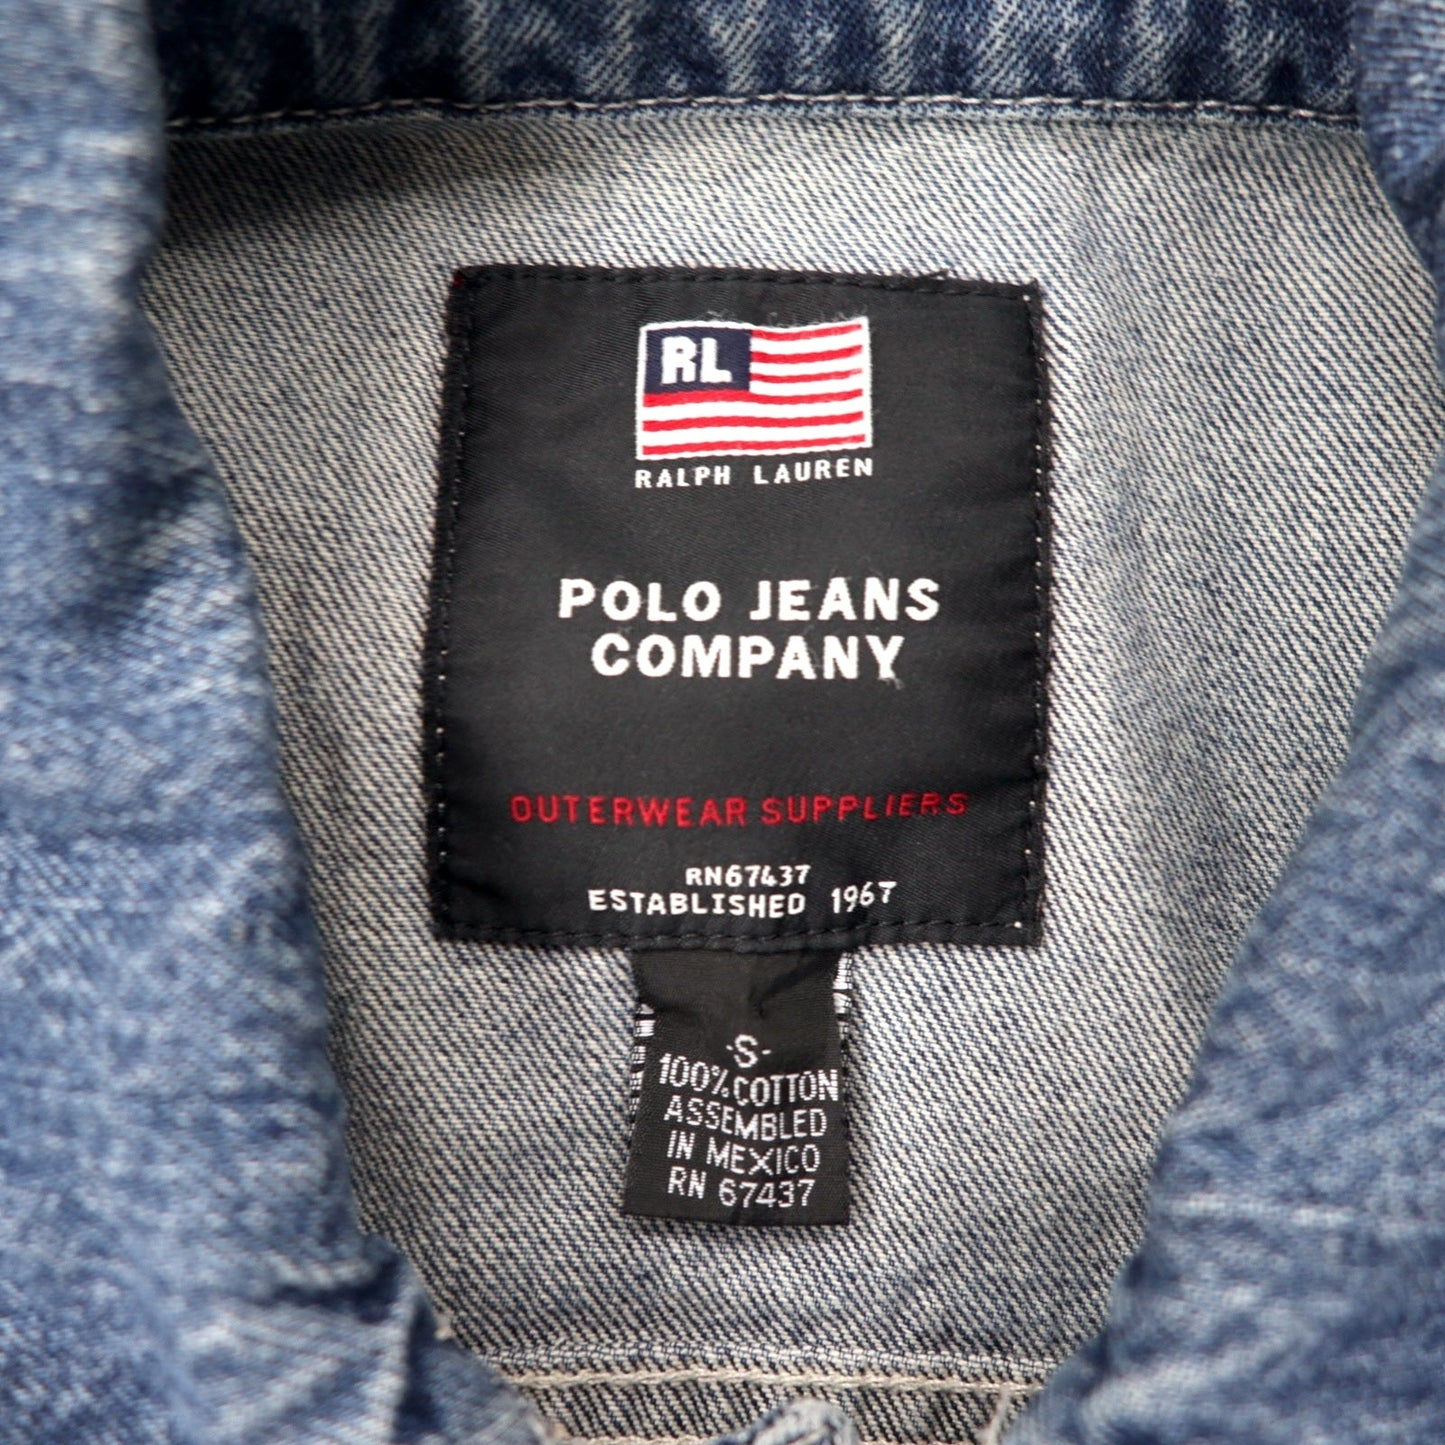 RL
RALPH LAUREN
POLO JEANS
COMPANY
OUTERWEAR SUPPLIERS
RN67437
ESTABLISHED 1967
-S-
100% COTTON
ASSEMBLED
IN MEXICO
RN 67437